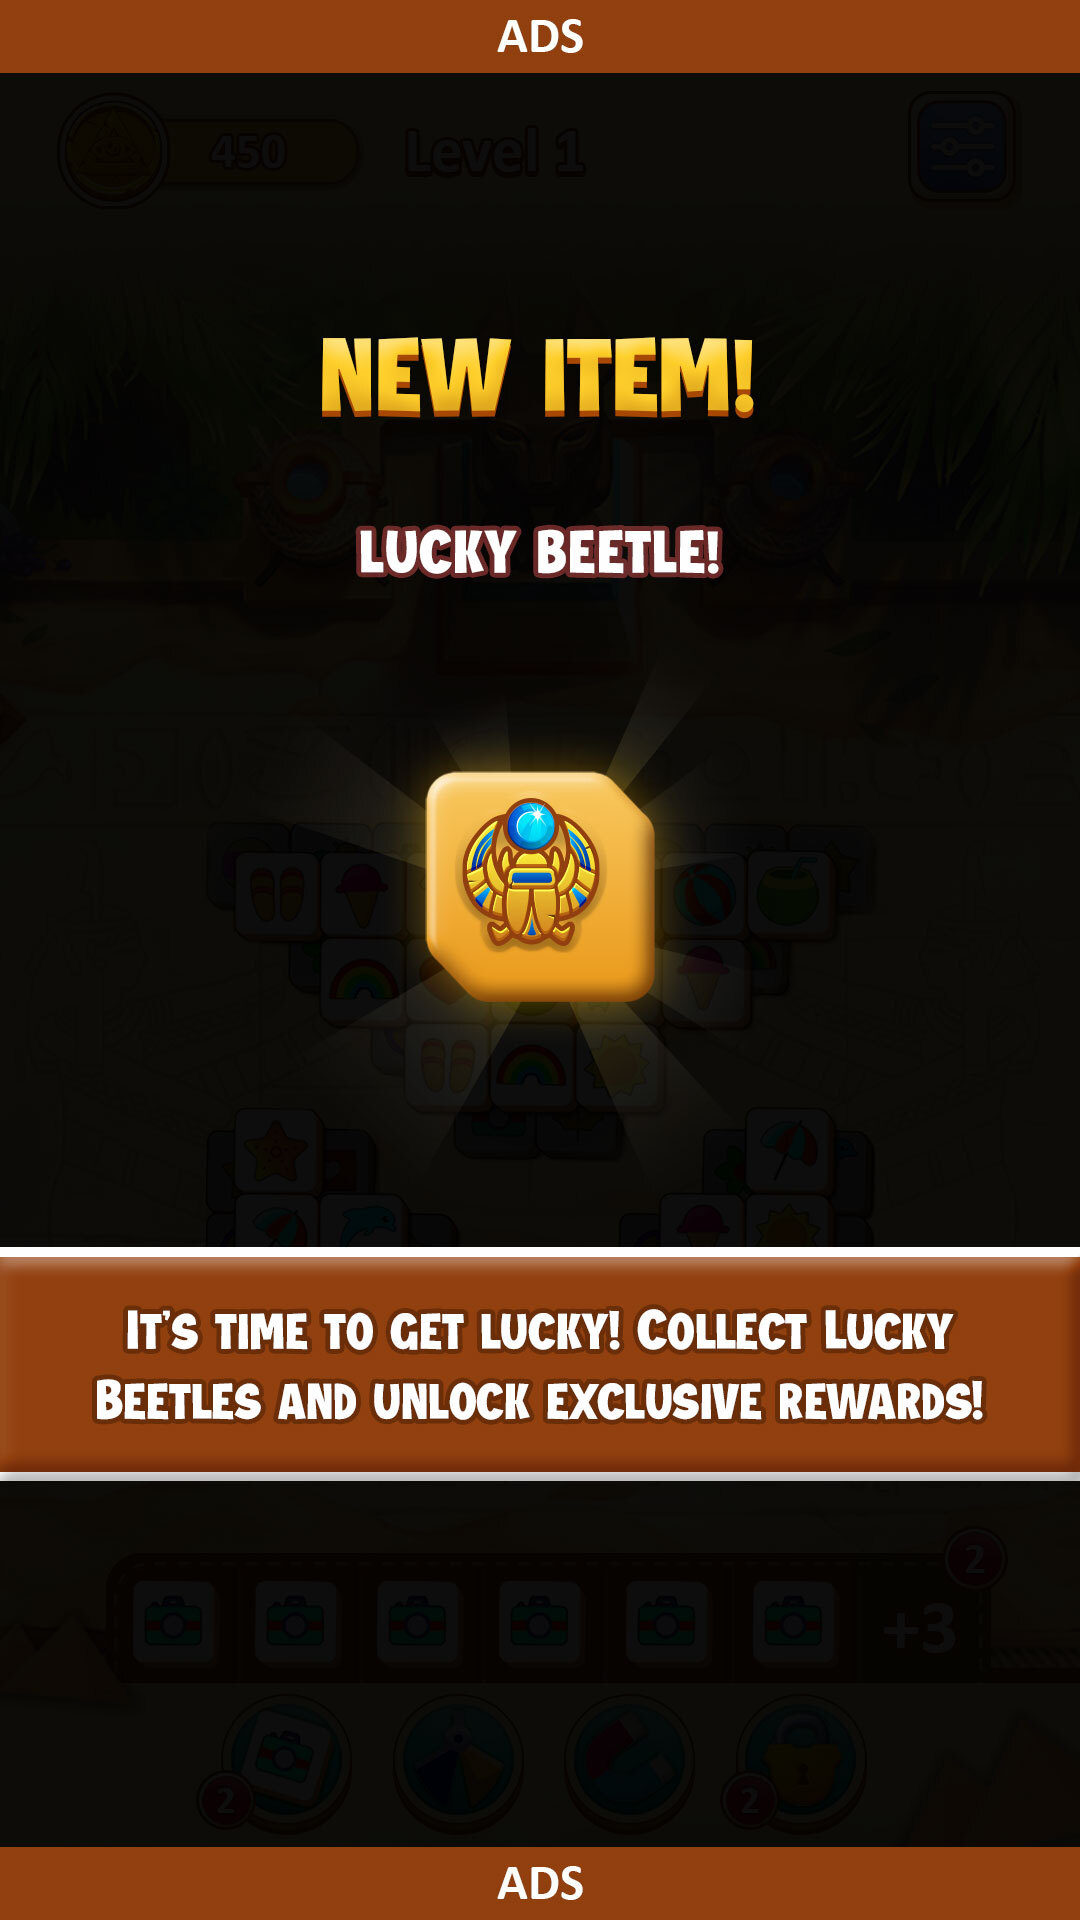 ADS
450 Level 1
NEW ITEM!
LUCKY BEETLE!
IT'S TIME TO GET LUCKY! COLLECT LUCKY
BEETLES AND UNLOCK EXCLUSIVE REWARDS!
2
+3
2 2
ADS